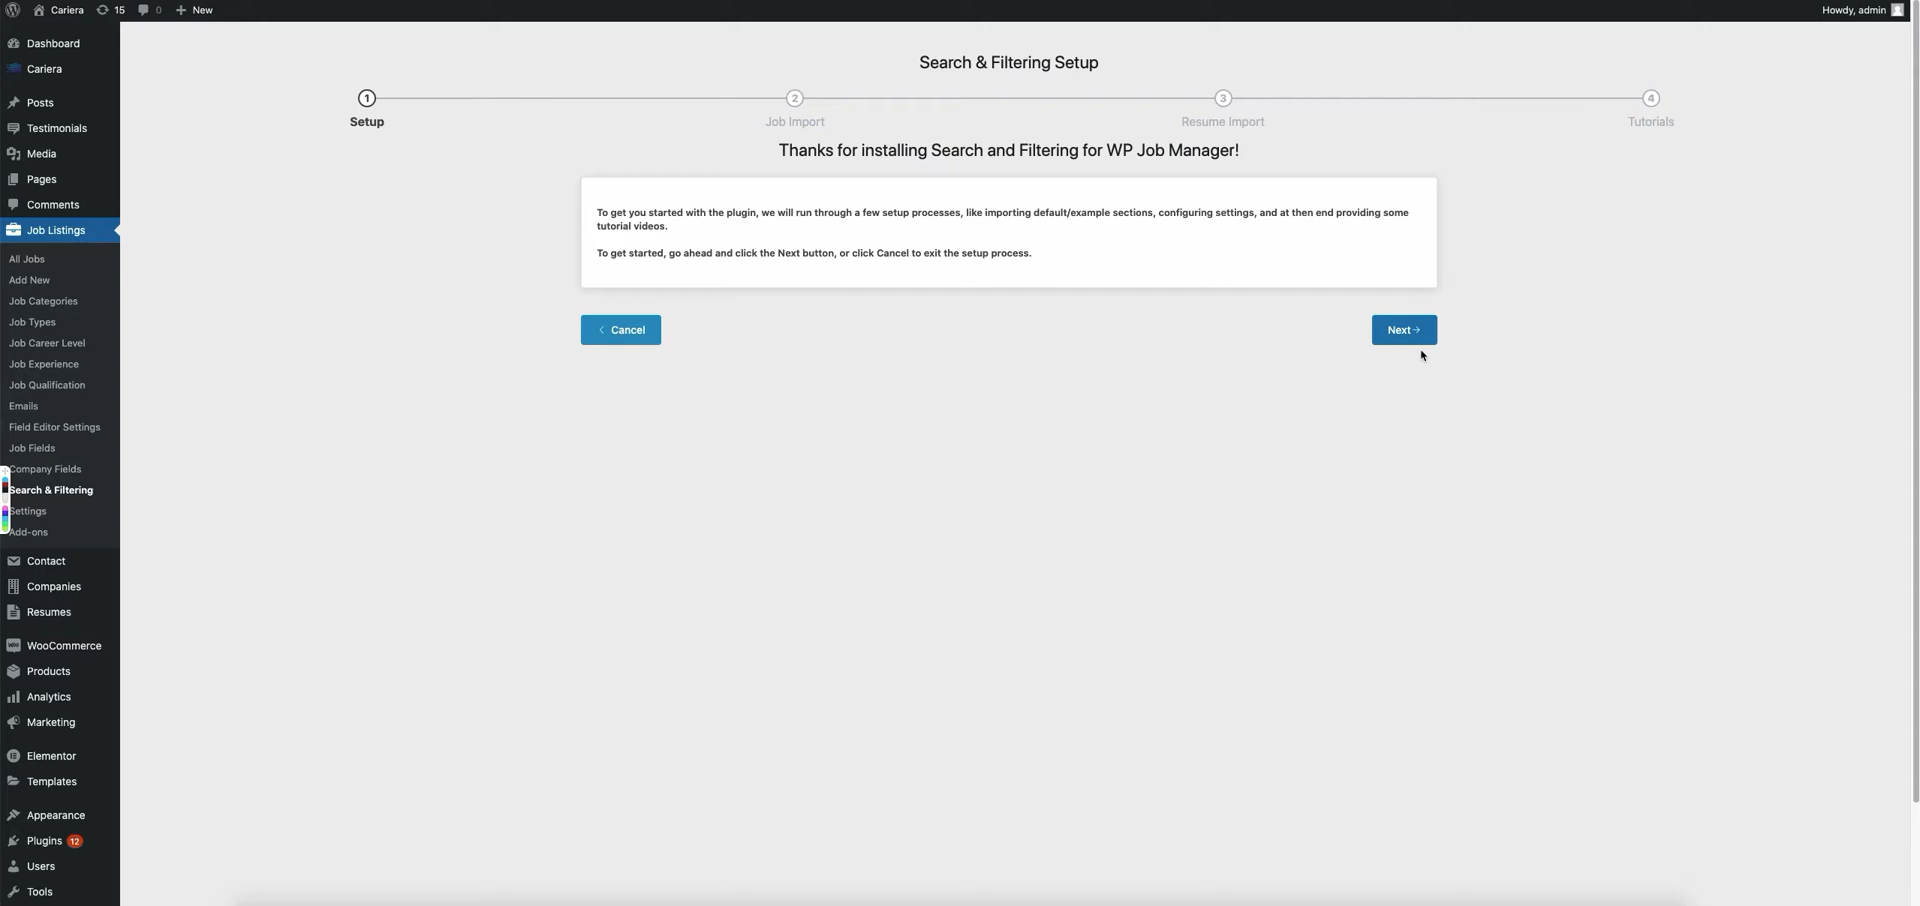 Cariera
15
0
New
Howdy, admin
Dashboard
Cariera
Posts
Testimonials
Media
Pages
Comments
Job Listings
All Jobs
Add New
Job Categories
Job Types
Job Career Level
Job Experience
Job Qualification
Emails
Field Editor Settings
Job Fields
Company Fields
Search & Filtering
Settings
Add-ons
Contact
Companies
Resumes
WooCommerce
Products
Analytics
Marketing
Elementor
Templates
Appearance
Plugins 12
Users
Tools
Search & Filtering Setup
1
2
3
4
Setup
Job Import
Resume Import
Tutorials
Thanks for installing Search and Filtering for WP Job Manager!
To get you started with the plugin, we will run through a few setup processes, like importing default/example sections, configuring settings, and at then end providing some
tutorial videos.
To get started, go ahead and click the Next button, or click Cancel to exit the setup process.
Cancel
Next